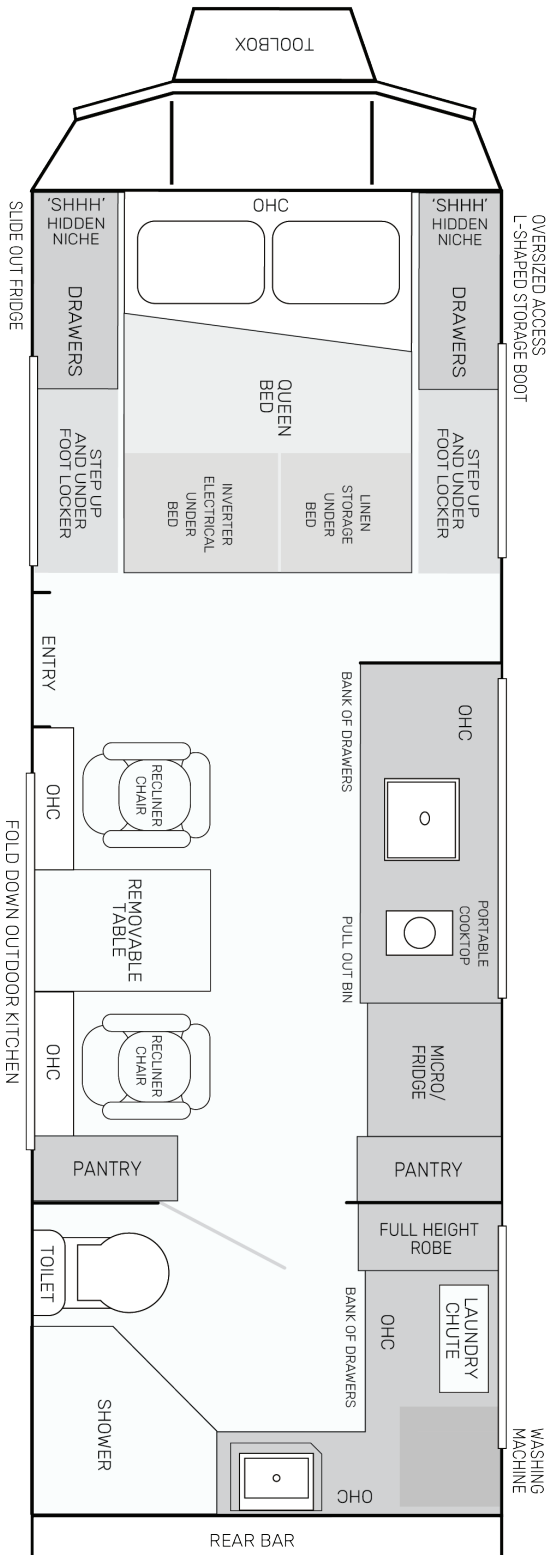 TOOLBOX
'SHHH'
HIDDEN
NICHE
OHC
'SHHH'
HIDDEN
NICHE
SLIDE OUT FRIDGE
OVERSIZED ACCESS
L-SHAPED STORAGE BOOT
DRAWERS
DRAWERS
QUEEN
BED
STEP UP
AND UNDER
FOOT LOCKER
INVERTER
ELECTRICAL
UNDER
BED
LINEN
STORAGE
UNDER
BED
STEP UP
AND UNDER
FOOT LOCKER
ENTRY
BANK OF DRAWERS
OHC
OHC
RECLINER
CHAIR
FOLD DOWN OUTDOOR KITCHEN
REMOVABLE
TABLE
PULL OUT BIN
PORTABLE
COOKTOP
OHC
RECLINER
CHAIR
MICRO/
FRIDGE
PANTRY
PANTRY
FULL HEIGHT
ROBE
TOILET
BANK OF DRAWERS
OHC
LAUNDRY
CHUTE
SHOWER
OHC
WASHING
MACHINE
REAR BAR